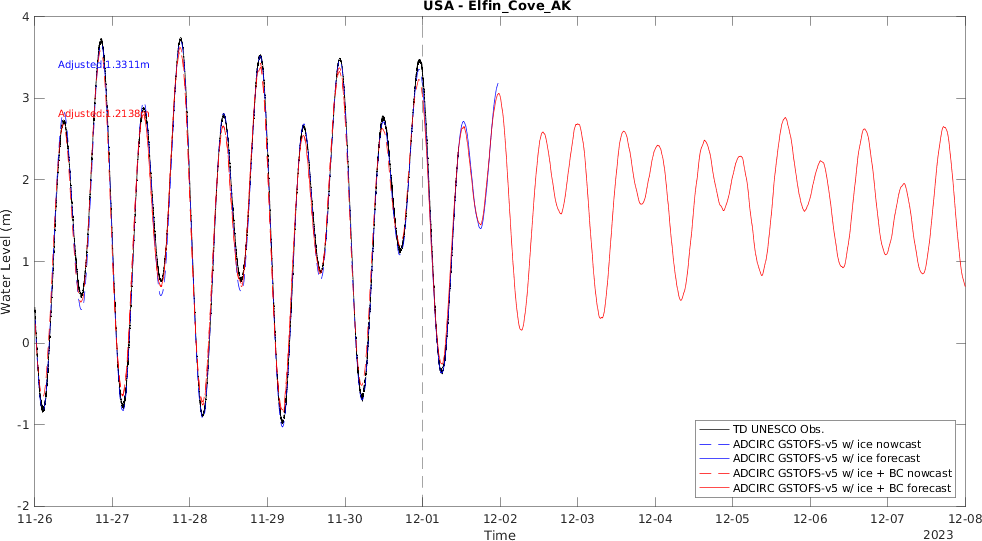 USA - Elfin_Cove_AK
4
3
2
1
0
-1
-2
Water Level (m)
Adjusted:1.3311m
Adjusted:1.2138m
TD UNESCO Obs.
ADCIRC GSTOFS-v5 w/ ice nowcast
ADCIRC GSTOFS-v5 w/ ice forecast
ADCIRC GSTOFS-v5 w/ ice + BC nowcast
ADCIRC GSTOFS-v5 w/ ice + BC forecast
11-26 11-27 11-28 11-29 11-30 12-01 12-02 12-03 12-04 12-05 12-06 12-07 12-08
Time
2023